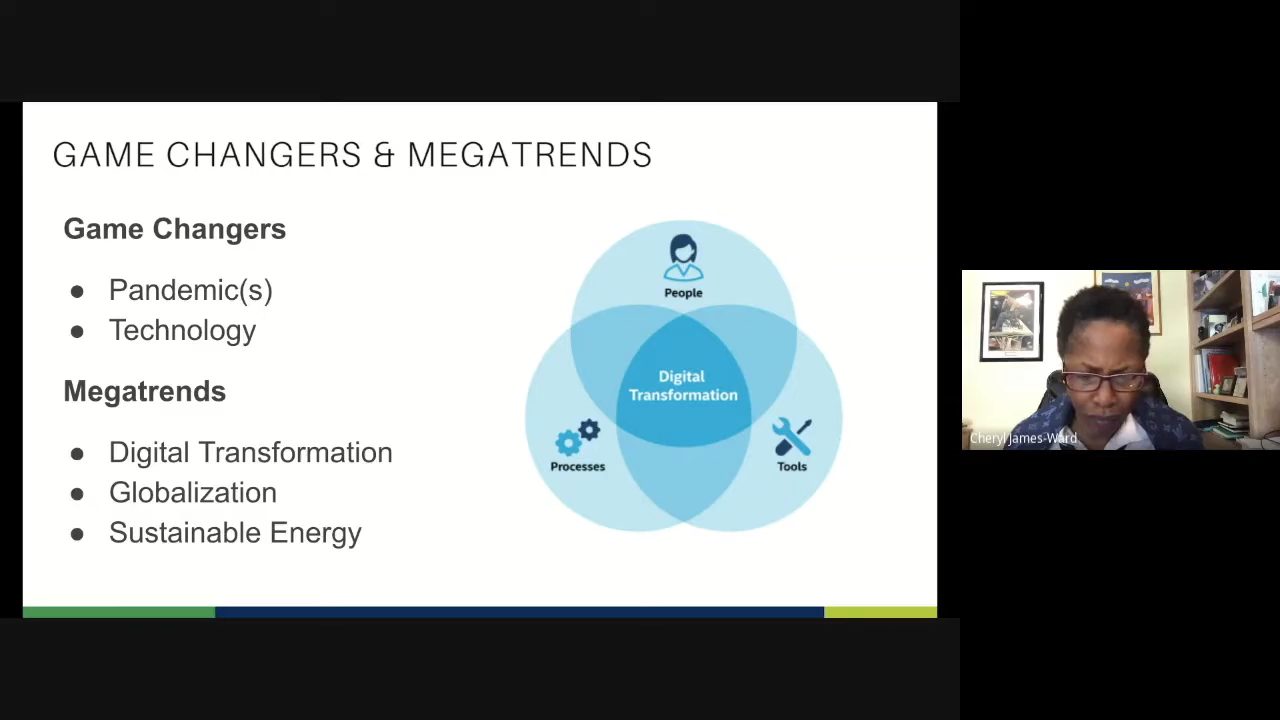 GAME CHANGERS & MEGATRENDS
Game Changers
● Pandemic(s)
● Technology
Megatrends
● Digital Transformation
● Globalization
● Sustainable Energy
People
Digital
Transformation
Processes
Tools
Cheryl James-Ward